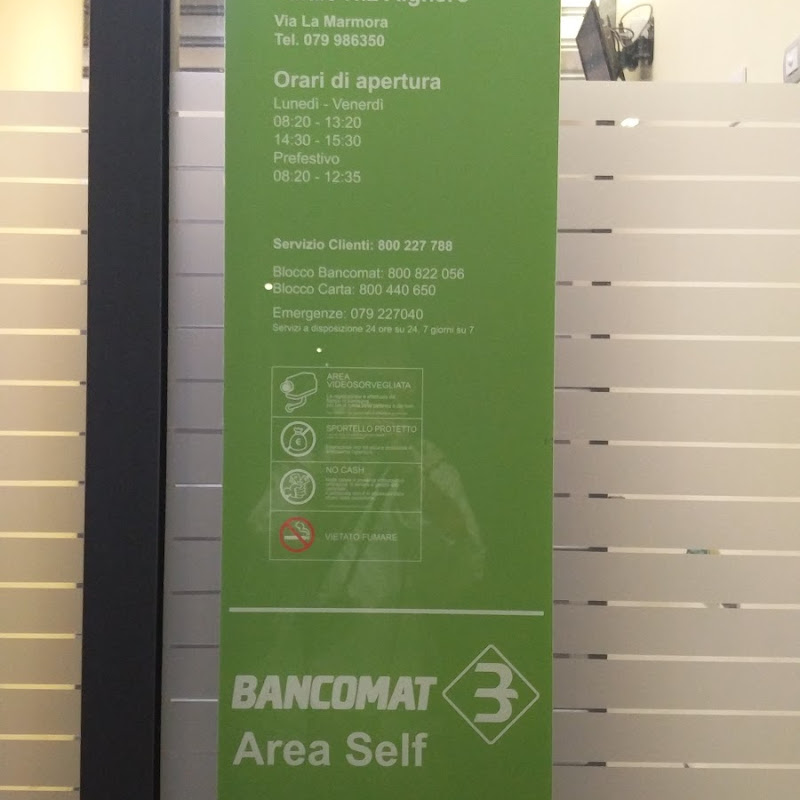 Alghero
Via La Marmora
Tel. 079 986350
Orari di apertura
Lunedì - Venerdì
08:20 - 13:20
14:30 - 15:30
Prefestivo
08:20 - 12:35
Servizio Clienti: 800 227 788
Blocco Bancomat: 800 822 056
Blocco Carta: 800 440 650
Emergenze: 079 227040
Servizi a disposizione 24 ore su 24, 7 giorni su 7
AREA
VIDEOSORVEGLIATA
SPORTELLO PROTETTO
NO CASH
VIETATO FUMARE
BANCOMAT
Area Self